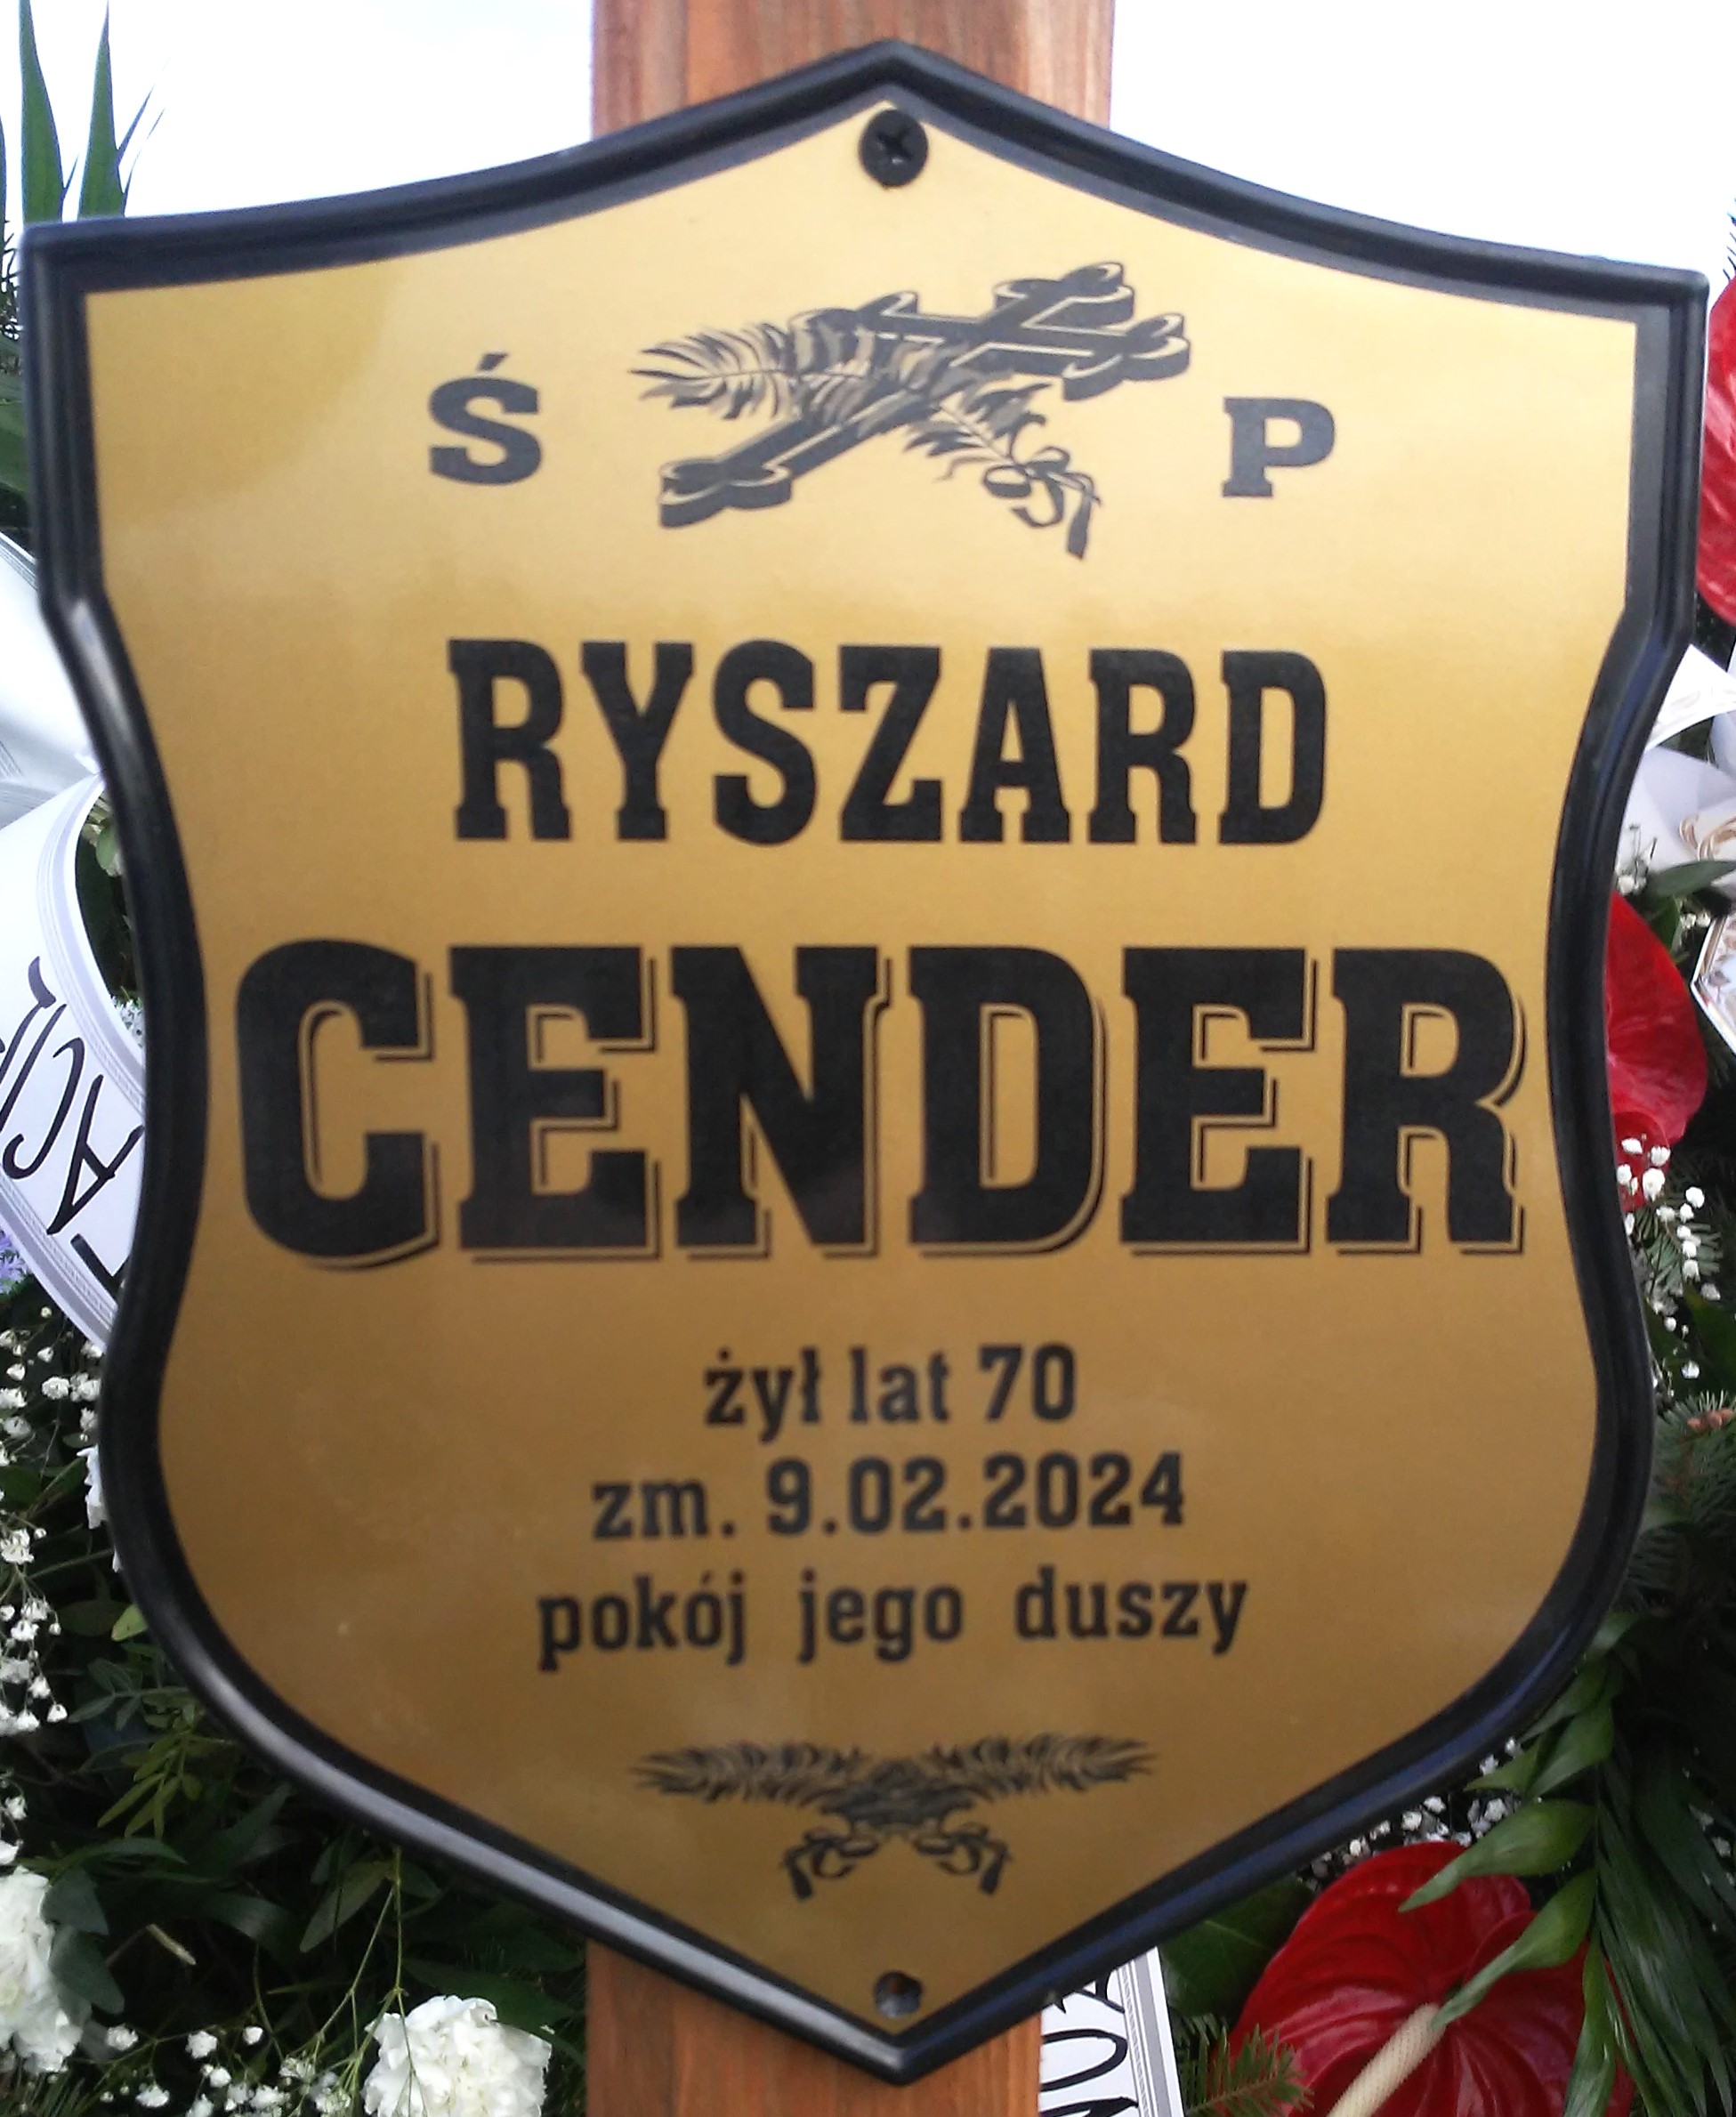 Ś P
RYSZARD
CENDER
żył lat 70
zm. 9.02.2024
pokój jego duszy